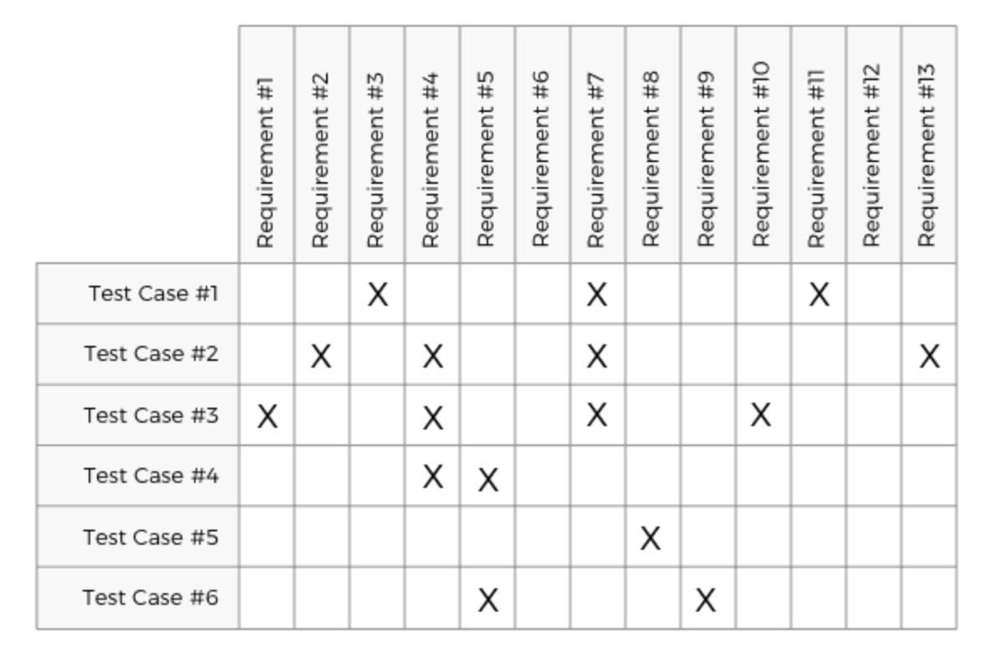 Requirement #1
Requirement #2
Requirement #3
Requirement #4
Requirement #5
Requirement #6
Requirement #7
Requirement #8
Requirement #9
Requirement #10
Requirement #11
Requirement #12
Requirement #13
Test Case #1 X X X
Test Case #2 X X X X
Test Case #3 X X X X
Test Case #4 X X
Test Case #5 X
Test Case #6 X X